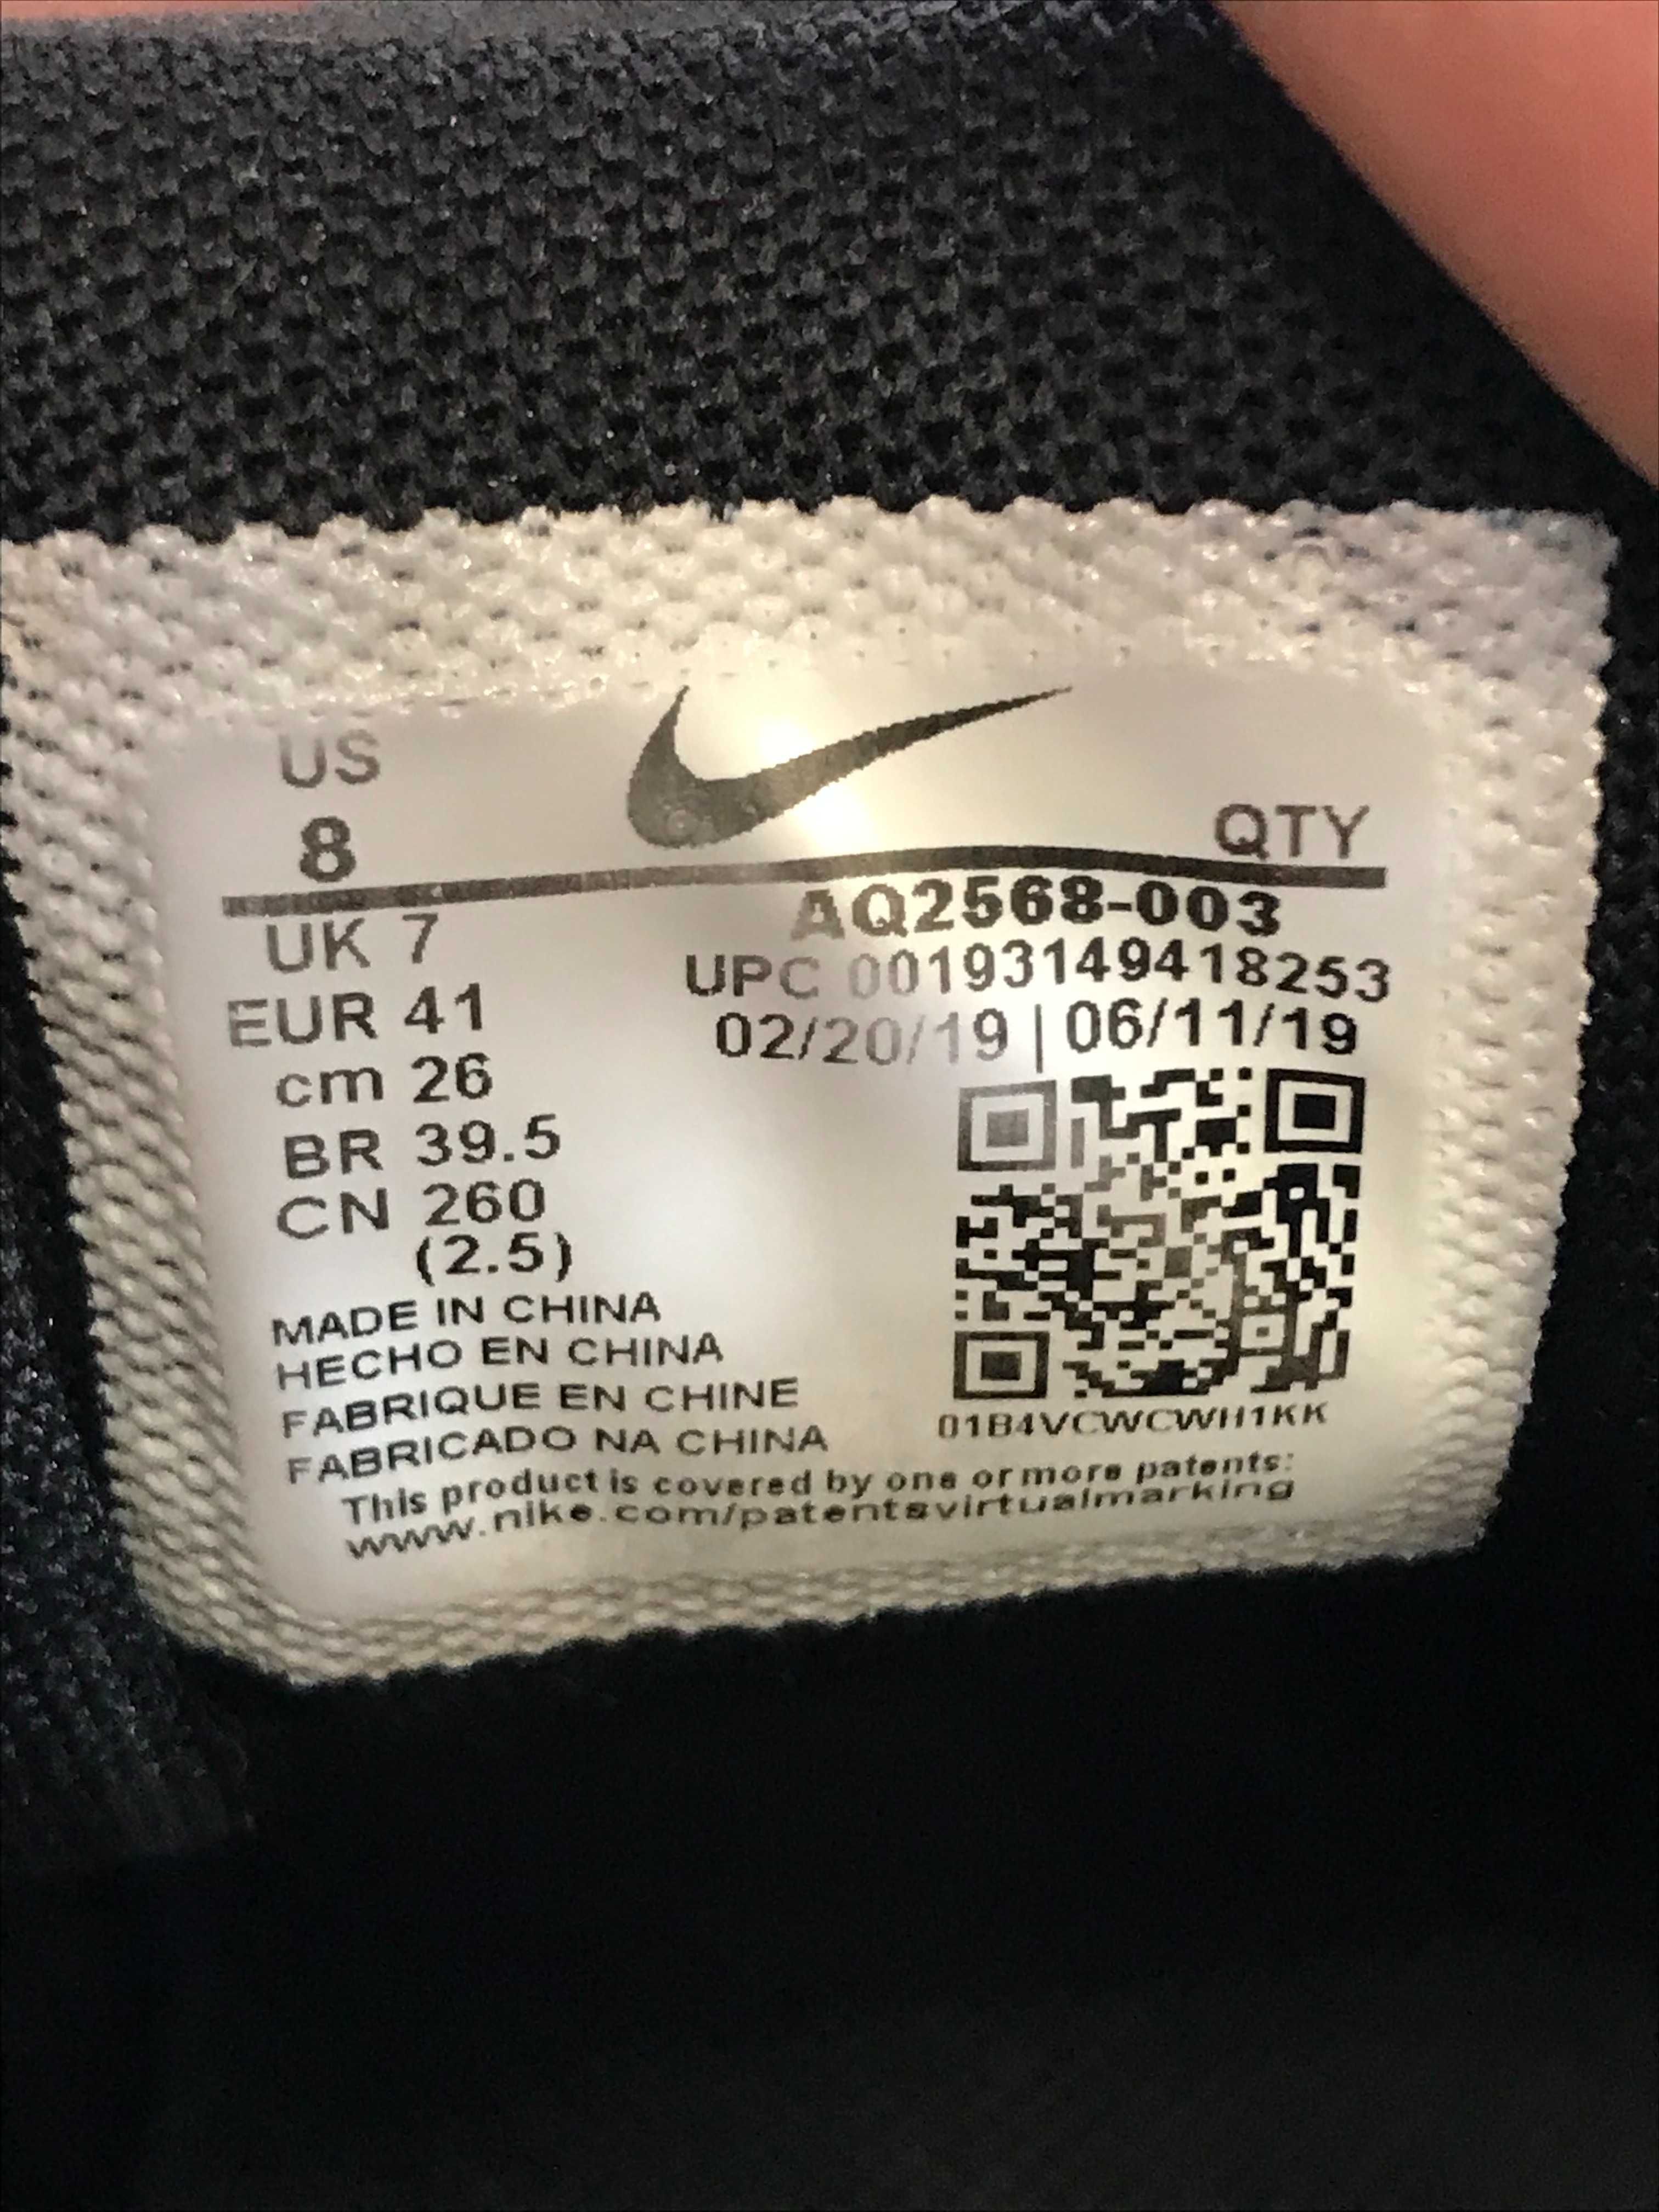 US
8
QTY
UK 7
EUR 41
cm 26
BR 39.5
CN 260
(2.5)
AQ2568-003
UPC 00193149418253
02/20/19 | 06/11/19
01B4VCWCWH1KK
MADE IN CHINA
HECHO EN CHINA
FABRIQUE EN CHINE
FABRICADO NA CHINA
This product is covered by one or more patents:
www.nike.com/patentsvirtualmarking